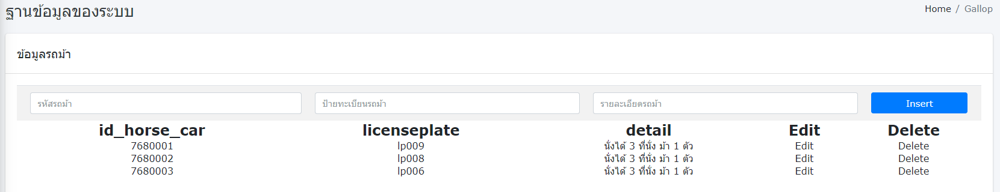 ฐานข้อมูลของระบบ
Home / Gallop
ข้อมูลรถม้า
รหัสรถม้า ป้ายทะเบียนรถม้า รายละเอียดรถม้า Insert
id_horse_car licenseplate detail Edit Delete
7680001 lp009 นั่งได้ 3 ที่นั่ง ม้า 1 ตัว Edit Delete
7680002 lp008 นั่งได้ 3 ที่นั่ง ม้า 1 ตัว Edit Delete
7680003 lp006 นั่งได้ 3 ที่นั่ง ม้า 1 ตัว Edit Delete